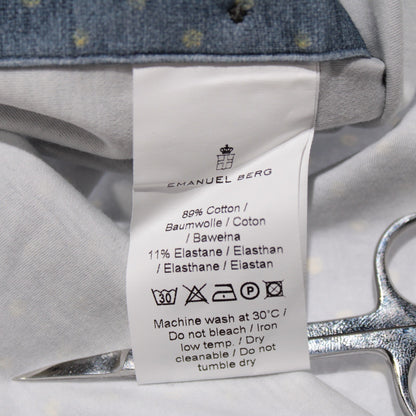 EMANUEL BERG
89% Cotton /
Baumwolle / Coton
/ Bawełna
11% Elastane / Elasthan
/ Elasthane / Elastan
30
Machine wash at 30°C /
Do not bleach / Iron
low temp. / Dry
cleanable / Do not
tumble dry